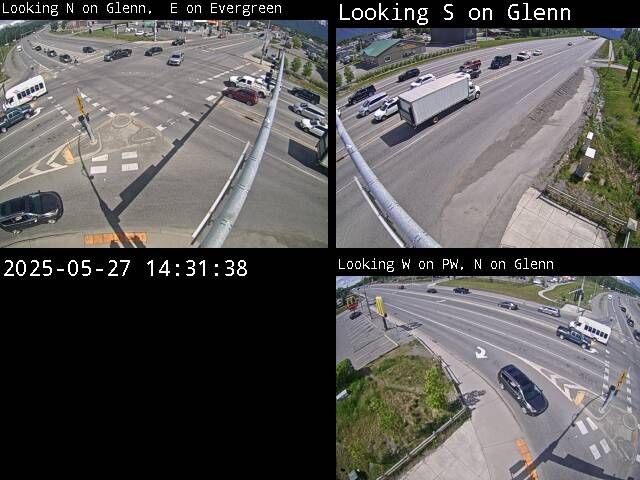 Looking N on Glenn,  E on Evergreen
Looking S on Glenn
2025-05-27 14:31:38
Looking W on PW, N on Glenn